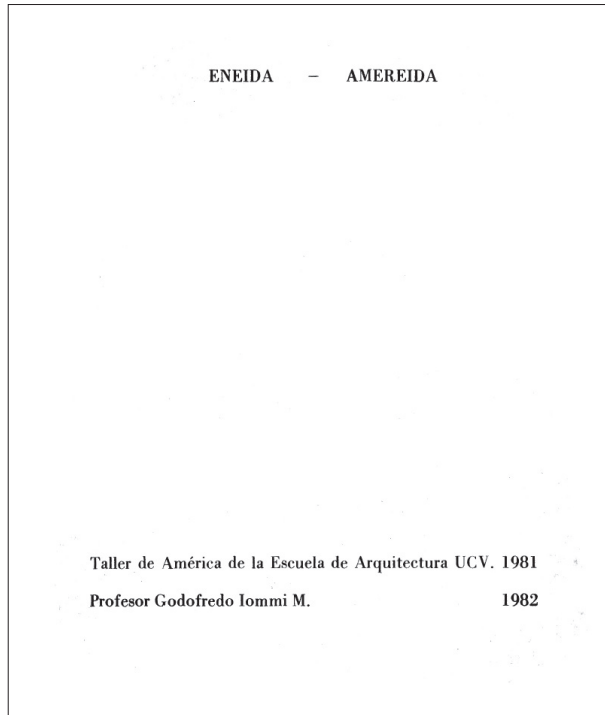 ENEIDA – AMEREIDA
Taller de América de la Escuela de Arquitectura UCV. 1981
Profesor Godofredo Iommi M. 1982